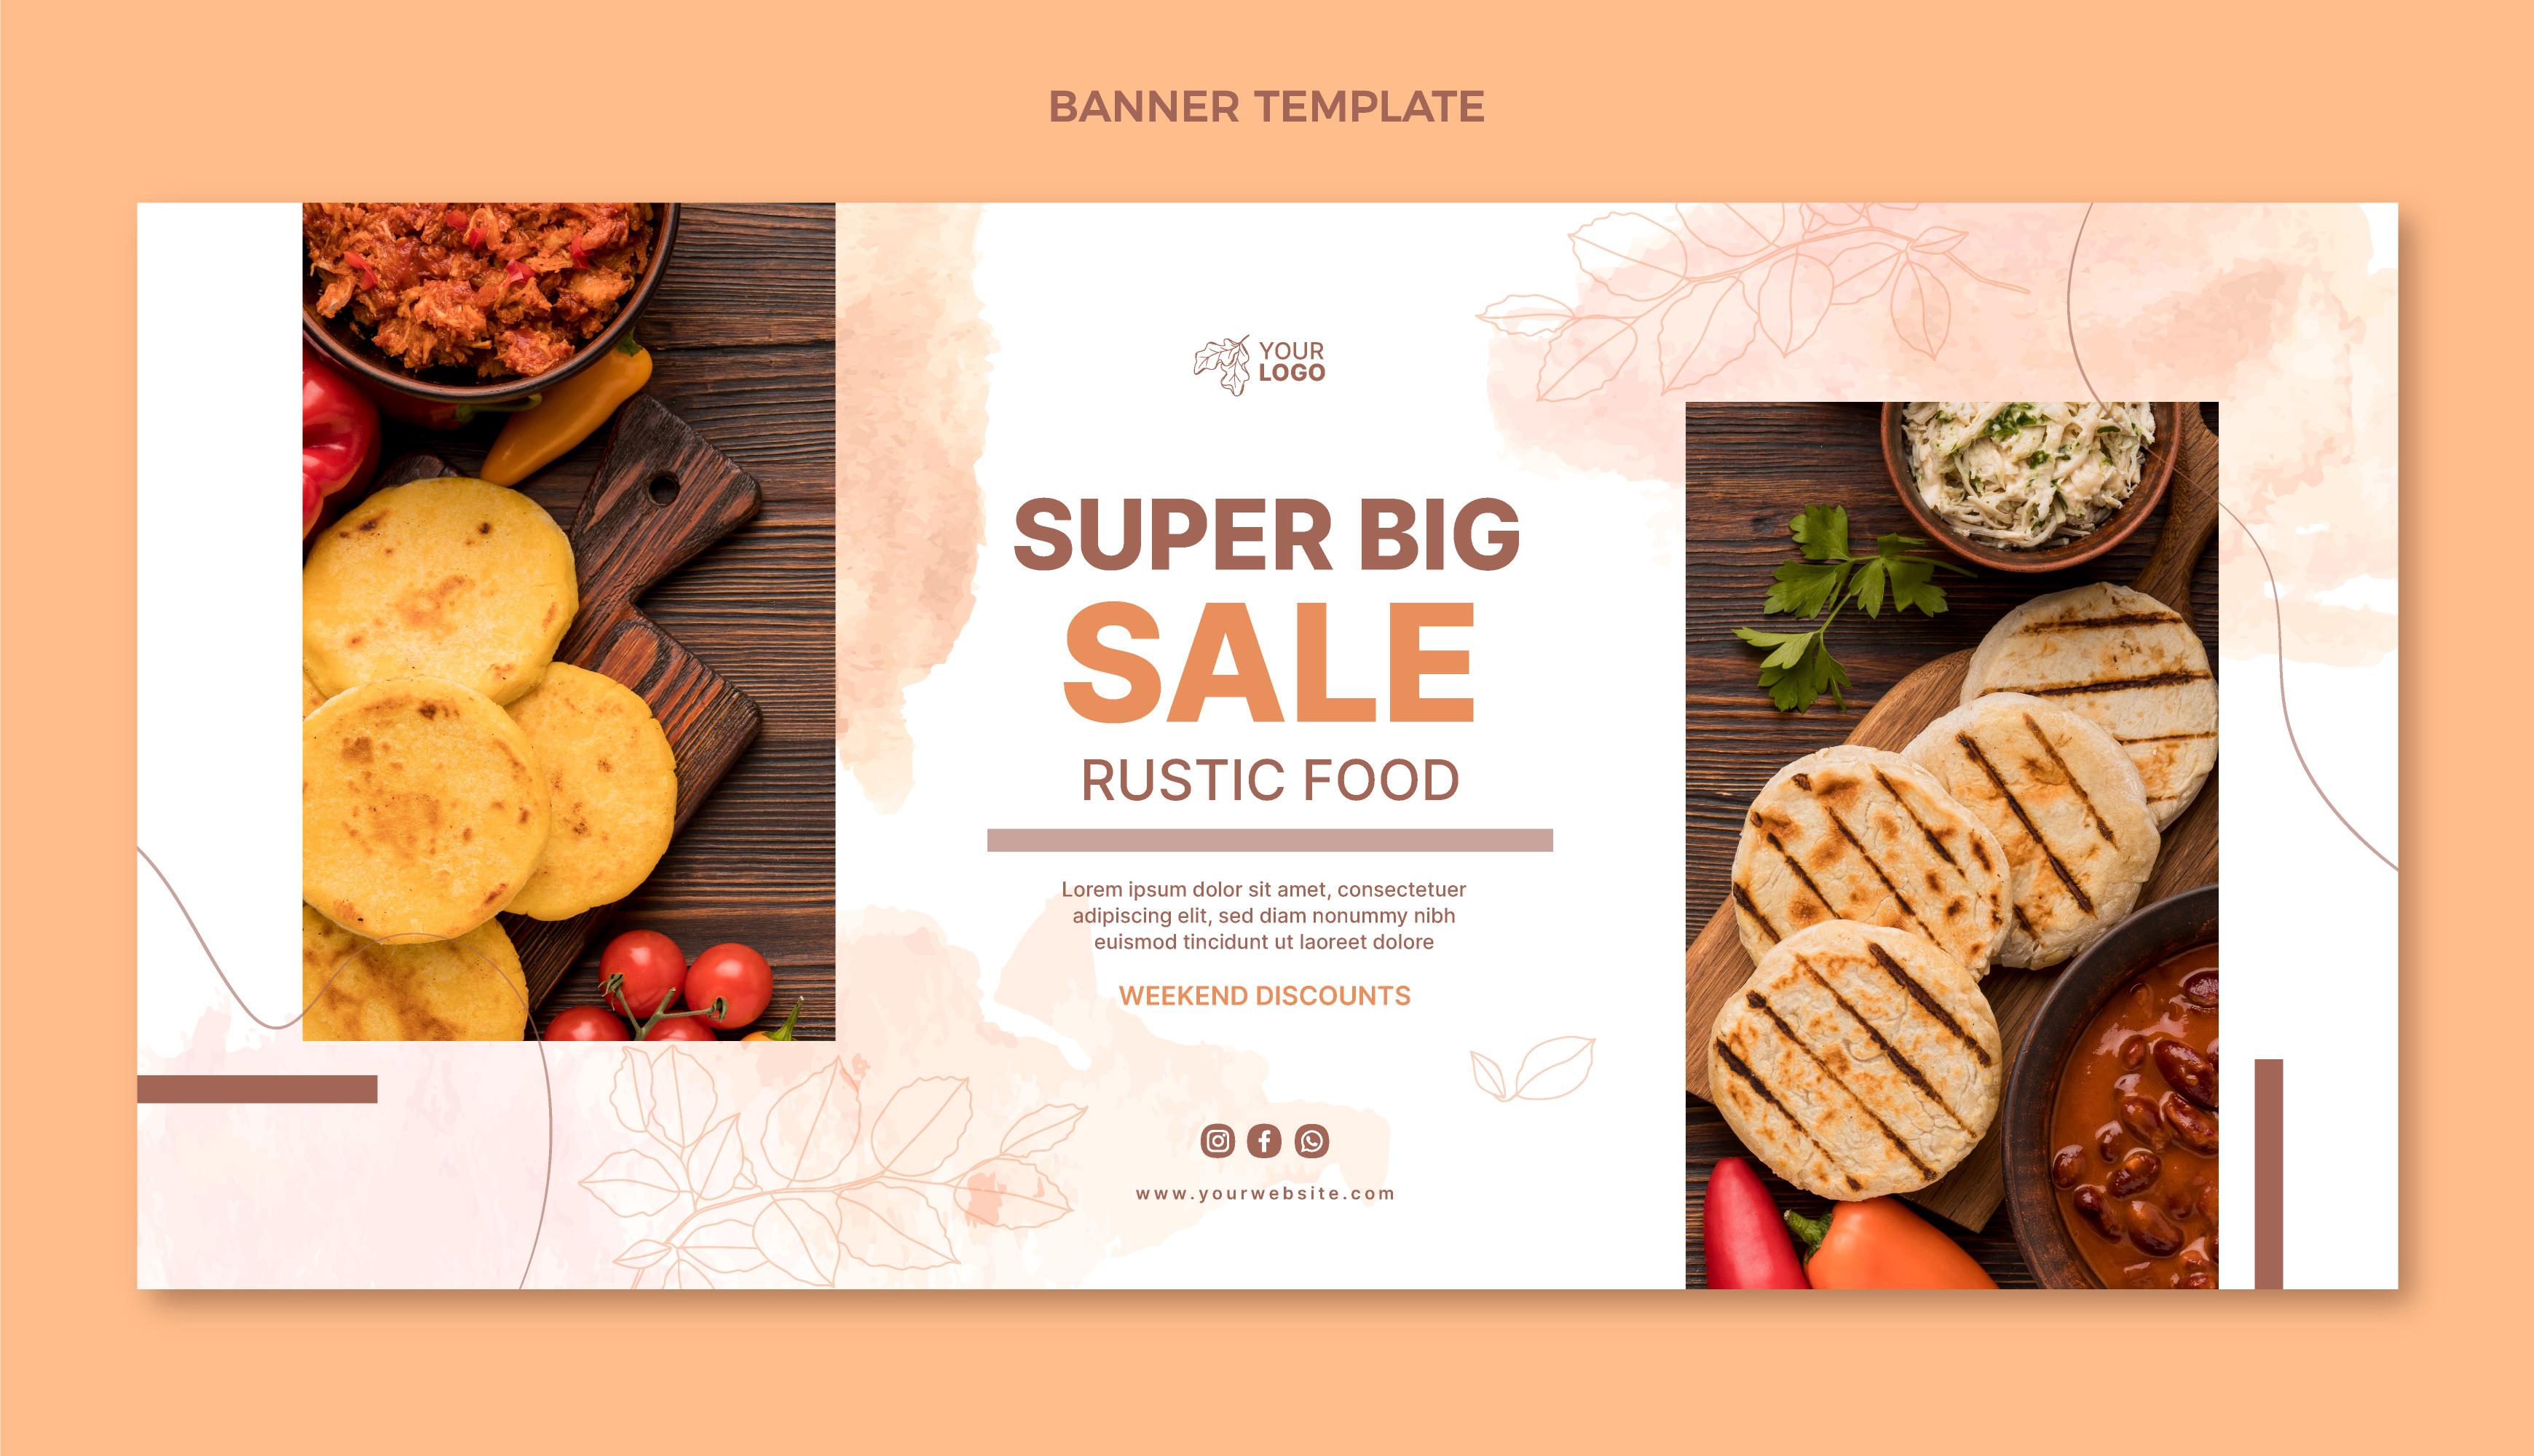 BANNER TEMPLATE
YOUR
LOGO
SUPER BIG
SALE
RUSTIC FOOD
Lorem ipsum dolor sit amet, consectetuer
adipiscing elit, sed diam nonummy nibh
euismod tincidunt ut laoreet dolore
WEEKEND DISCOUNTS
www.yourwebsite.com